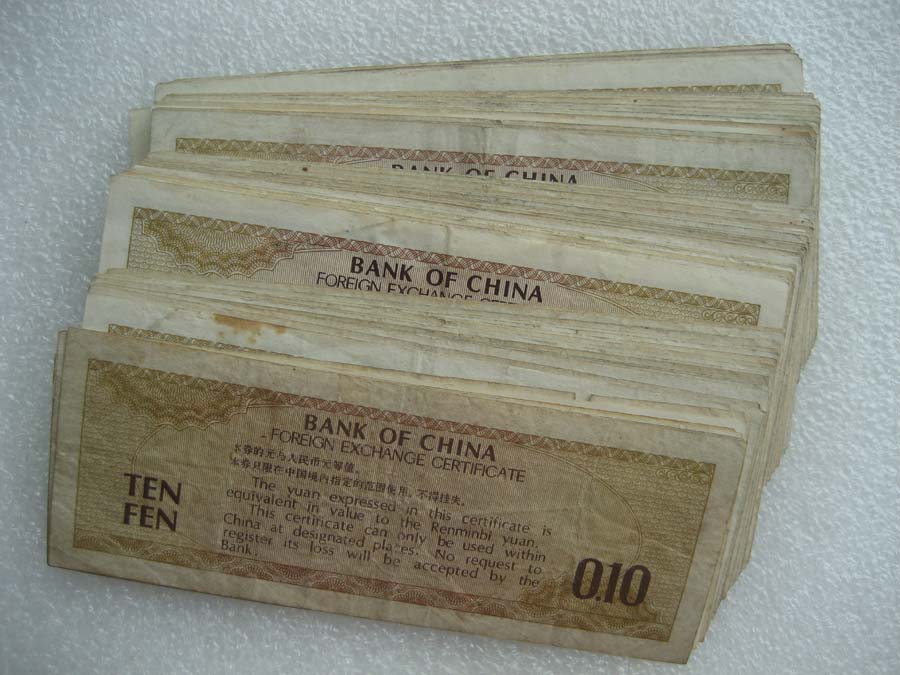 BANK OF CHINA
BANK OF CHINA
FOREIGN EXCHANGE
BANK OF CHINA
FOREIGN EXCHANGE CERTIFICATE
本券的元与人民币元等值。
本券只限在中国境内指定的范围使用，不得挂失。
TEN
FEN
The yuan expressed in this certificate is
equivalent in value to the Renminbi yuan.
This certificate can only be used within
China at designated places. No request to
register its loss will be accepted by the
Bank.
0.10